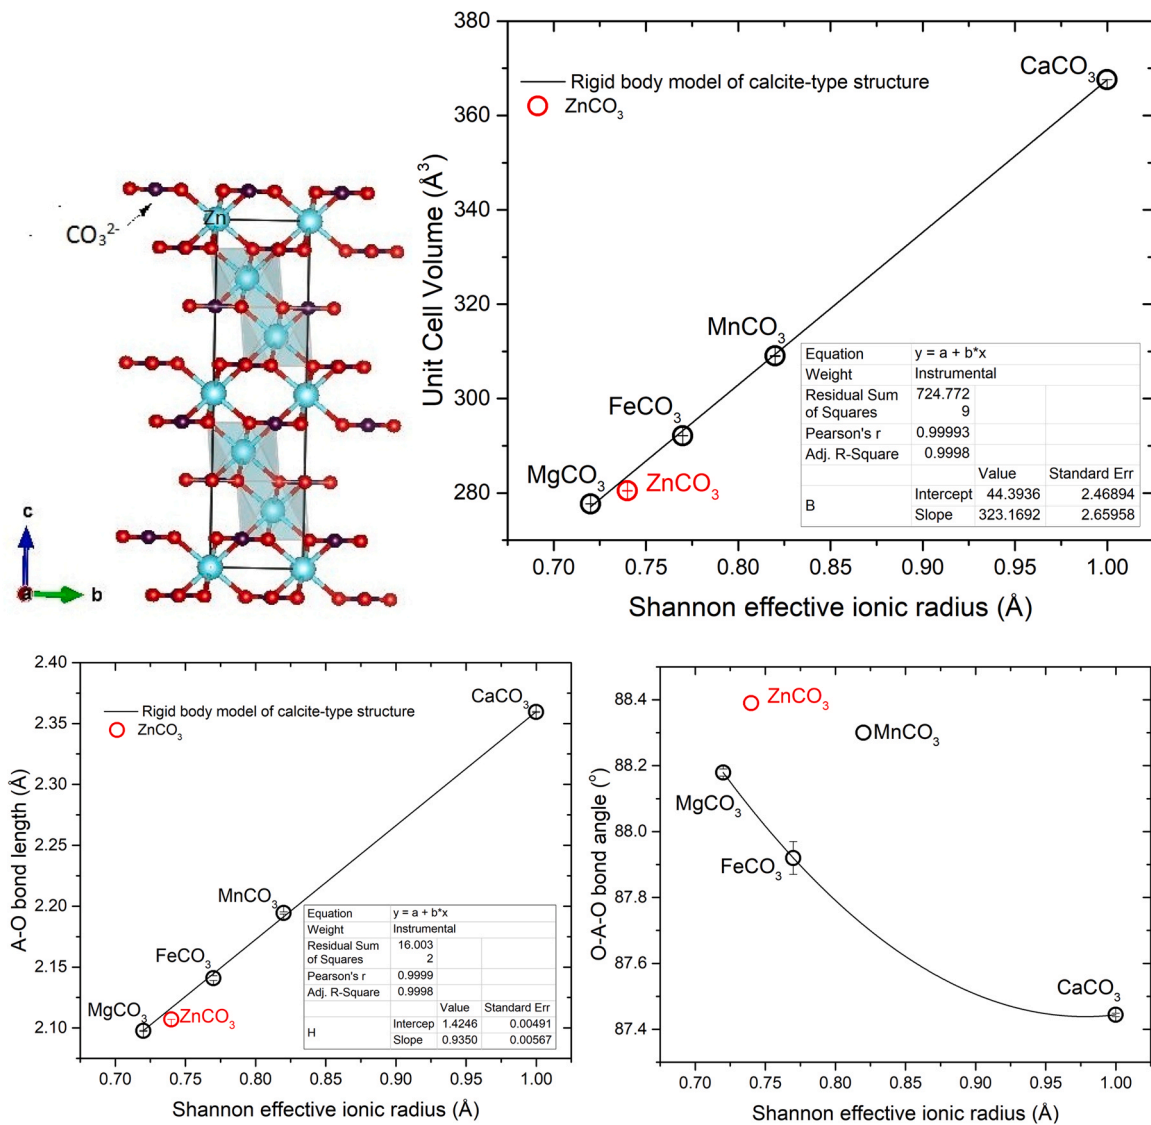 CO₃²⁻
Zn
c
a
b
380
360
340
320
300
280
Unit Cell Volume (Å³)
Rigid body model of calcite-type structure
ZnCO₃
CaCO₃
MnCO₃
FeCO₃
MgCO₃
ZnCO₃
Equation y = a + b*x
Weight Instrumental
Residual Sum of Squares 724.772 9
Pearson's r 0.99993
Adj. R-Square 0.9998
Value Standard Err
B Intercept 44.3936 2.46894
Slope 323.1692 2.65958
0.70 0.75 0.80 0.85 0.90 0.95 1.00
Shannon effective ionic radius (Å)
2.40
2.35
2.30
2.25
2.20
2.15
2.10
A-O bond length (Å)
Rigid body model of calcite-type structure
ZnCO₃
CaCO₃
MnCO₃
FeCO₃
MgCO₃
ZnCO₃
Equation y = a + b*x
Weight Instrumental
Residual Sum of Squares 16.003 2
Pearson's r 0.9999
Adj. R-Square 0.9998
Value Standard Err
H Intercep 1.4246 0.00491
Slope 0.9350 0.00567
0.70 0.75 0.80 0.85 0.90 0.95 1.00
Shannon effective ionic radius (Å)
88.4
88.2
88.0
87.8
87.6
87.4
O-A-O bond angle (°)
ZnCO₃
MnCO₃
MgCO₃
FeCO₃
CaCO₃
0.70 0.75 0.80 0.85 0.90 0.95 1.00
Shannon effective ionic radius (Å)